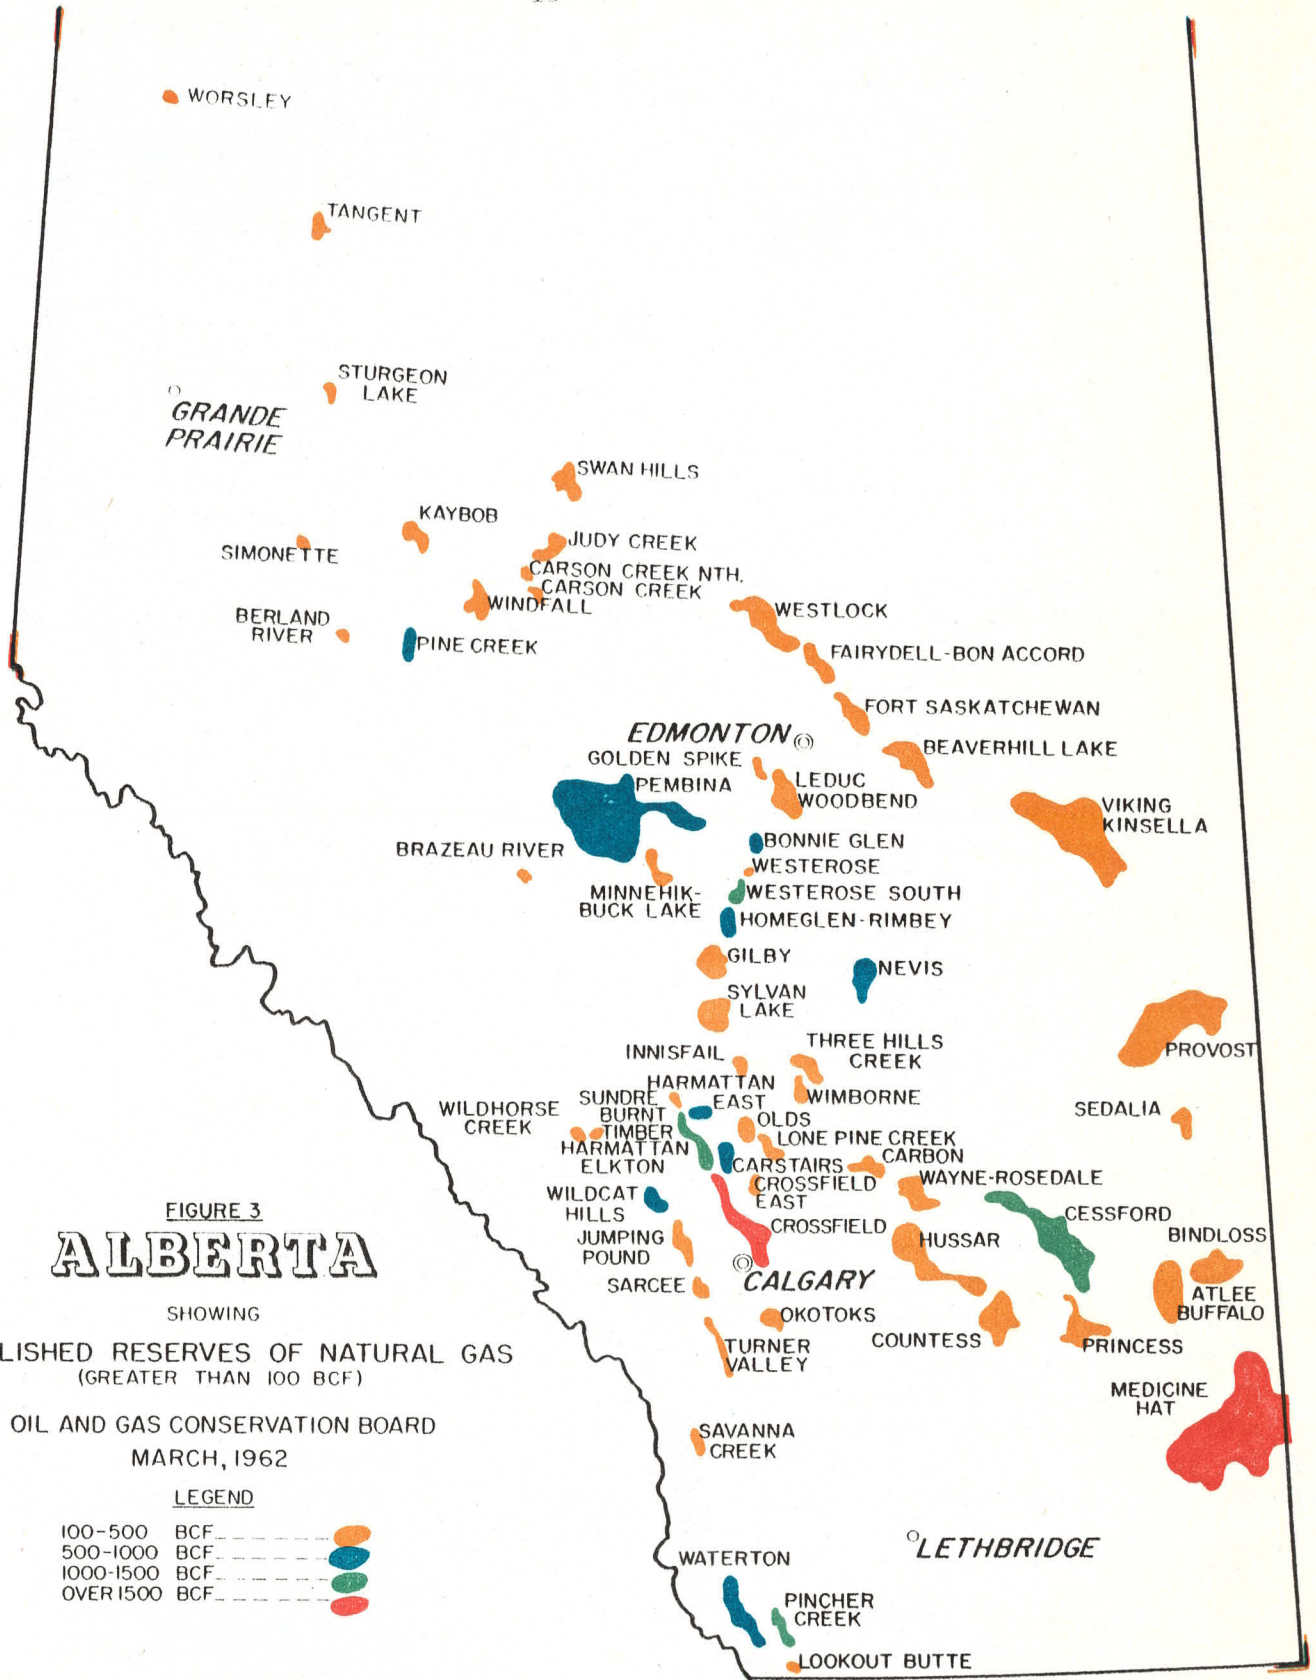 WORSLEY
TANGENT
STURGEON
LAKE
GRANDE
PRAIRIE
SWAN HILLS
KAYBOB
JUDY CREEK
SIMONETTE
CARSON CREEK NTH.
CARSON CREEK
WINDFALL
WESTLOCK
BERLAND
RIVER
PINE CREEK
FAIRYDELL-BON ACCORD
FORT SASKATCHEWAN
EDMONTON
BEAVERHILL LAKE
GOLDEN SPIKE
PEMBINA
LEDUC
WOODBEND
VIKING
KINSELLA
BONNIE GLEN
BRAZEAU RIVER
WESTEROSE
MINNEHIK-
BUCK LAKE
WESTEROSE SOUTH
HOMEGLEN-RIMBEY
GILBY
NEVIS
SYLVAN
LAKE
THREE HILLS
CREEK
PROVOST
INNISFAIL
HARMATTAN
EAST
WIMBORNE
SUNDRE
BURNT
TIMBER
WILDHORSE
CREEK
SEDALIA
OLDS
HARMATTAN
ELKTON
LONE PINE CREEK
CARBON
CARSTAIRS
CROSSFIELD
EAST
WAYNE-ROSEDALE
WILDCAT
HILLS
CROSSFIELD
CESSFORD
BINDLOSS
JUMPING
POUND
HUSSAR
SARCEE
CALGARY
ATLEE
BUFFALO
OKOTOKS
COUNTESS
PRINCESS
TURNER
VALLEY
MEDICINE
HAT
SAVANNA
CREEK
LETHBRIDGE
WATERTON
PINCHER
CREEK
LOOKOUT BUTTE
FIGURE 3
ALBERTA
SHOWING
LISHED RESERVES OF NATURAL GAS
(GREATER THAN 100 BCF)
OIL AND GAS CONSERVATION BOARD
MARCH, 1962
LEGEND
100-500 BCF
500-1000 BCF
1000-1500 BCF
OVER 1500 BCF